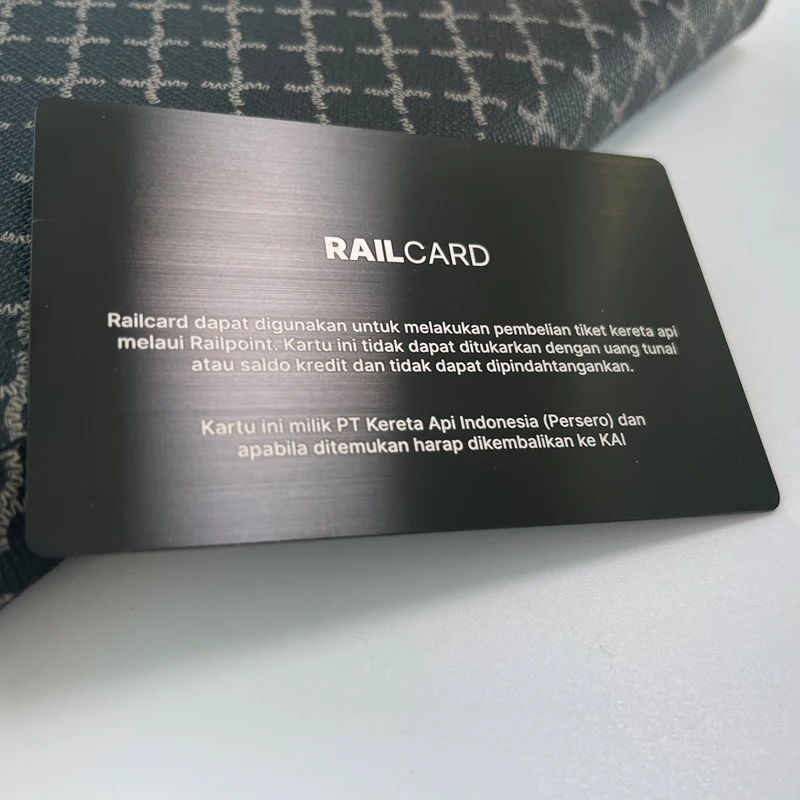 RAILCARD
Railcard dapat digunakan untuk melakukan pembelian tiket kereta api
melaui Railpoint. Kartu ini tidak dapat ditukarkan dengan uang tunai
atau saldo kredit dan tidak dapat dipindahtangankan.
Kartu ini milik PT Kereta Api Indonesia (Persero) dan
apabila ditemukan harap dikembalikan ke KAI